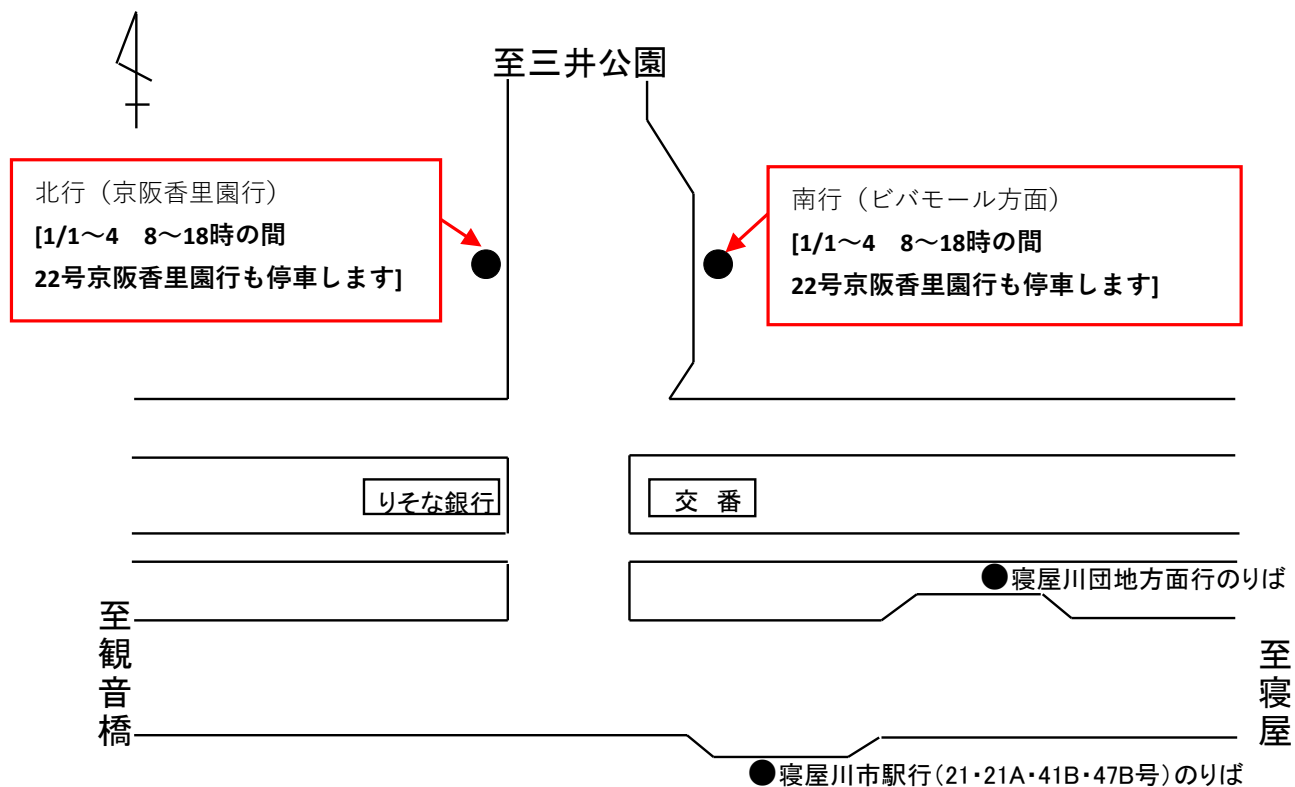 至三井公園
北行（京阪香里園行）
[1/1～4　8～18時の間
22号京阪香里園行も停車します]
南行（ビバモール方面）
[1/1～4　8～18時の間
22号京阪香里園行も停車します]
りそな銀行
交　番
寝屋川団地方面行のりば
至観音橋
至寝屋
寝屋川市駅行(21・21A・41B・47B号)のりば